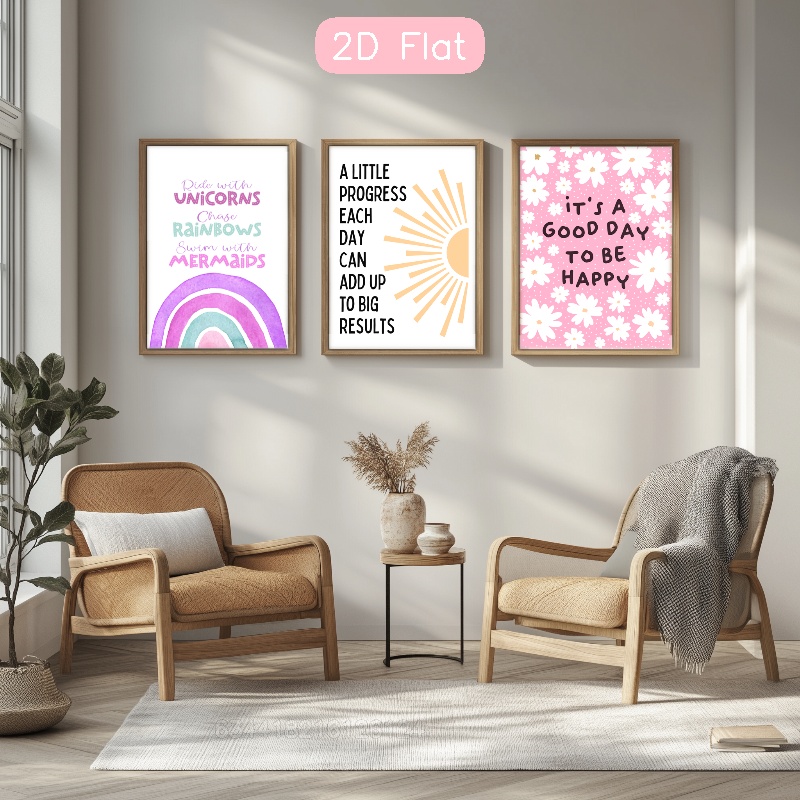 2D Flat
Ride with
UNICORNS
Chase
RAINBOWS
Swim with
MERMAIDS
A LITTLE
PROGRESS
EACH
DAY
CAN
ADD UP
TO BIG
RESULTS
IT'S A
GOOD DAY
TO BE
HAPPY